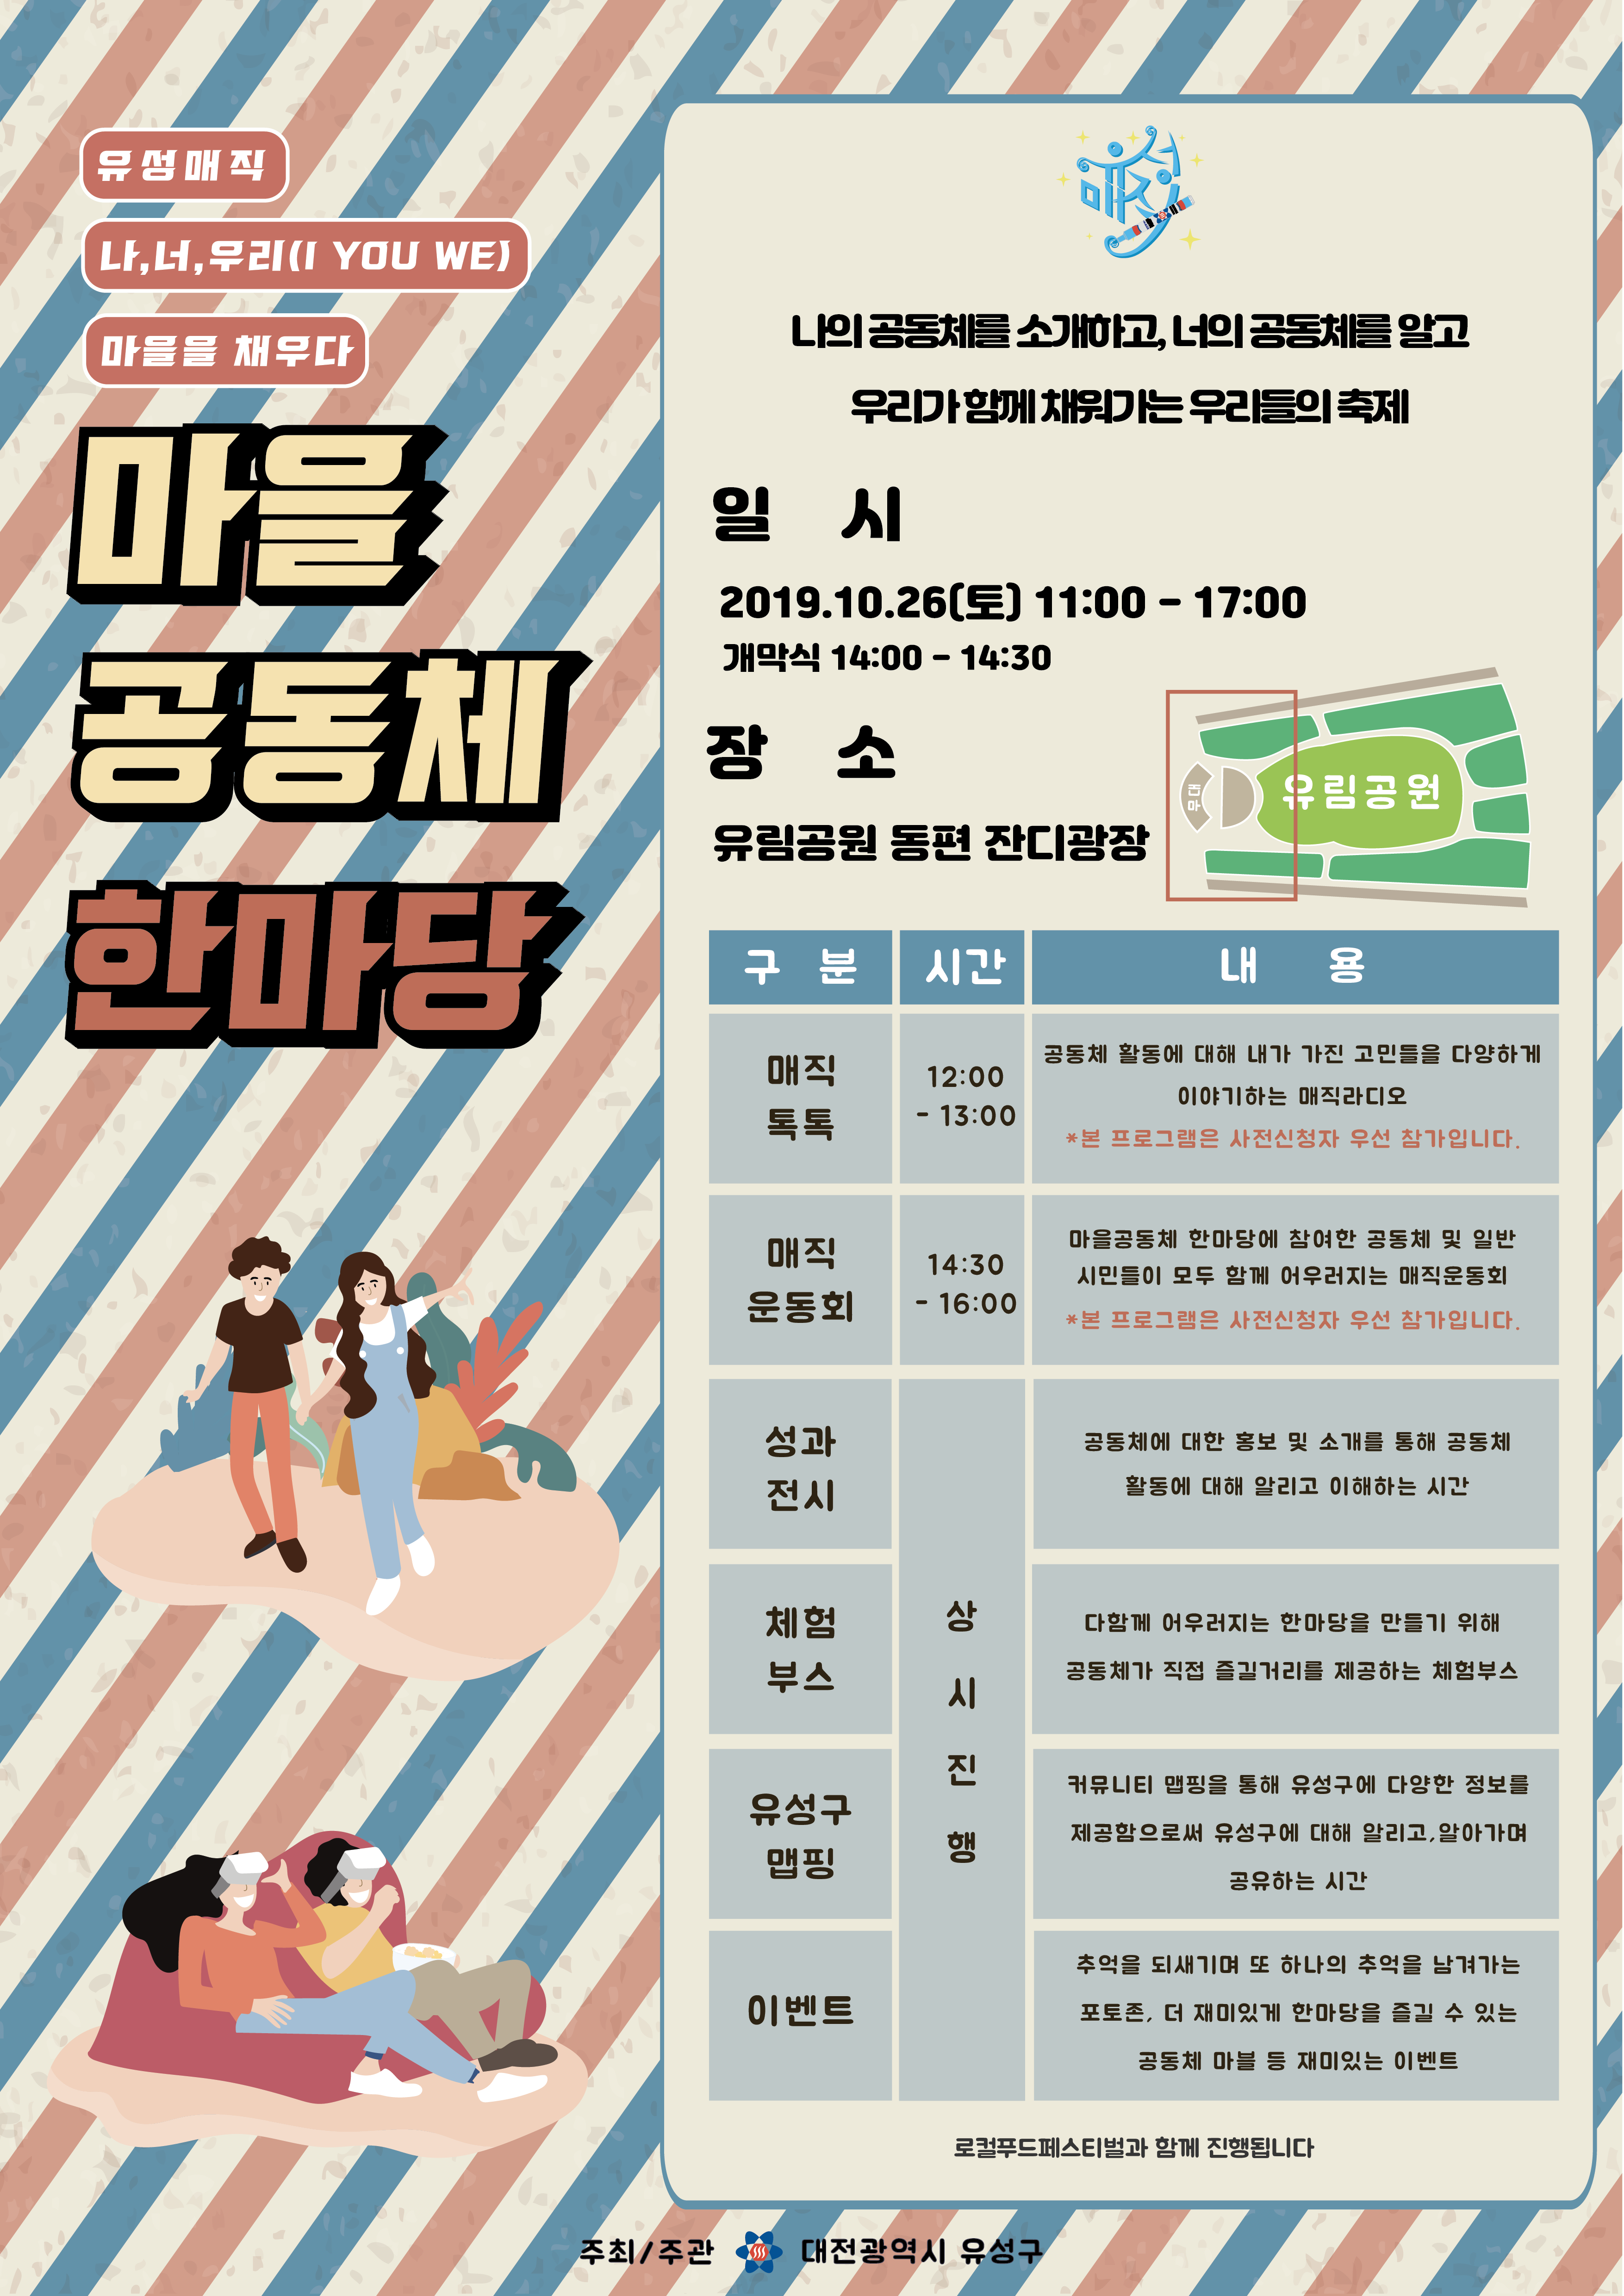 유성매직
나,너,우리(I YOU WE)
마을을 채우다
마을
공동체
한마당
유성매직
나의 공동체를 소개하고, 너의 공동체를 알고
우리가 함께 채워가는 우리들의 축제
일 시
2019.10.26(토) 11:00 - 17:00
개막식 14:00 - 14:30
장 소
유림공원 동편 잔디광장
유림공원
구 분 시간 내 용
매직
톡톡
12:00
- 13:00
공동체 활동에 대해 내가 가진 고민들을 다양하게
이야기하는 매직라디오
*본 프로그램은 사전신청자 우선 참가입니다.
매직
운동회
14:30
- 16:00
마을공동체 한마당에 참여한 공동체 및 일반
시민들이 모두 함께 어우러지는 매직운동회
*본 프로그램은 사전신청자 우선 참가입니다.
성과
전시
공동체에 대한 홍보 및 소개를 통해 공동체
활동에 대해 알리고 이해하는 시간
체험
부스
상
시
진
행
다함께 어우러지는 한마당을 만들기 위해
공동체가 직접 즐길거리를 제공하는 체험부스
유성구
맵핑
커뮤니티 맵핑을 통해 유성구에 다양한 정보를
제공함으로써 유성구에 대해 알리고,알아가며
공유하는 시간
이벤트
추억을 되새기며 또 하나의 추억을 남겨가는
포토존, 더 재미있게 한마당을 즐길 수 있는
공동체 마블 등 재미있는 이벤트
로컬푸드페스티벌과 함께 진행됩니다
주최/주관 대전광역시 유성구